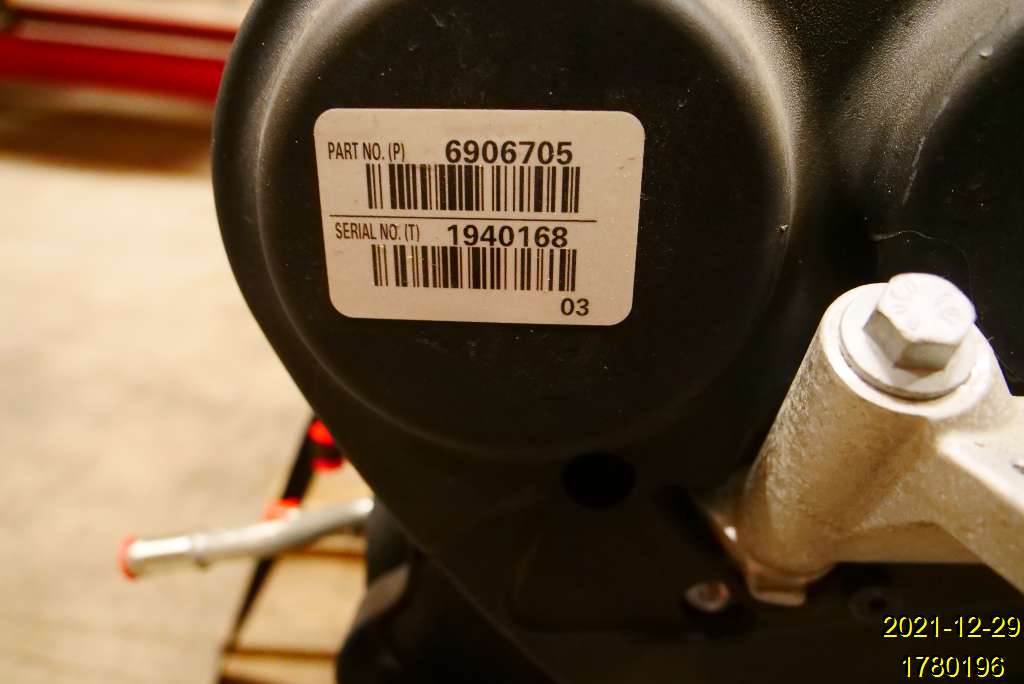 PART NO. (P) 6906705
SERIAL NO. (T) 1940168
03
2021-12-29
1780196